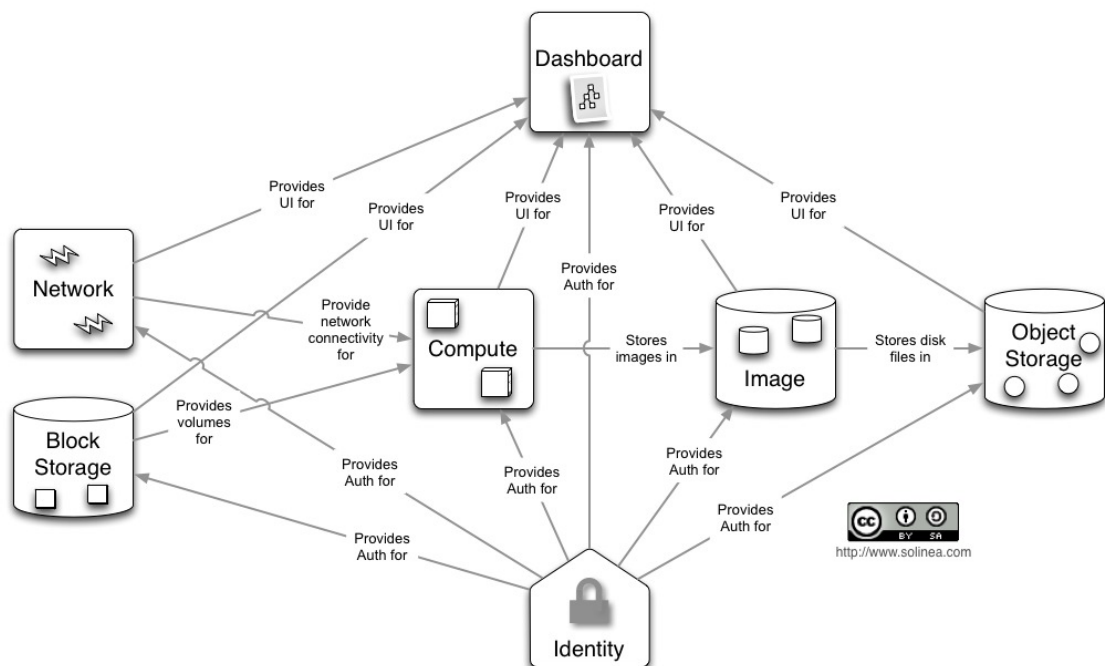 Dashboard
Provides
UI for
Provides
UI for
Provides
UI for
Provides
UI for
Provides
UI for
Network
Provides
Auth for
Provide
network
connectivity
for
Compute
Stores
images in
Image
Stores disk
files in
Object
Storage
Block
Storage
Provides
volumes
for
Provides
Auth for
Provides
Auth for
Provides
Auth for
Provides
Auth for
Provides
Auth for
cc
BY SA
http://www.solinea.com
Identity